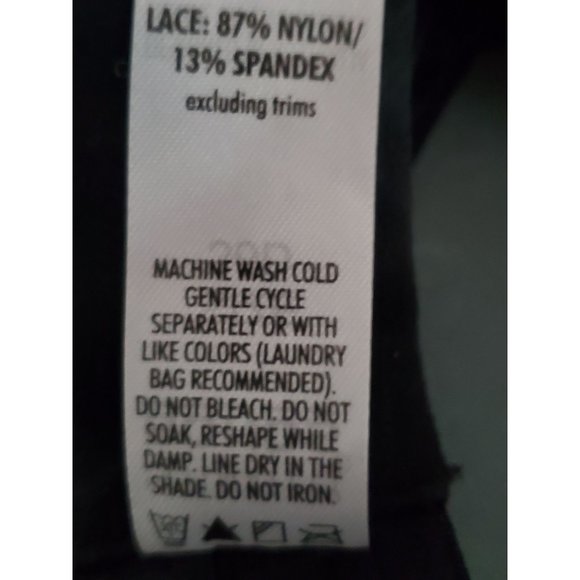 LACE: 87% NYLON/
13% SPANDEX
excluding trims
MACHINE WASH COLD
GENTLE CYCLE
SEPARATELY OR WITH
LIKE COLORS (LAUNDRY
BAG RECOMMENDED).
DO NOT BLEACH. DO NOT
SOAK, RESHAPE WHILE
DAMP. LINE DRY IN THE
SHADE. DO NOT IRON.